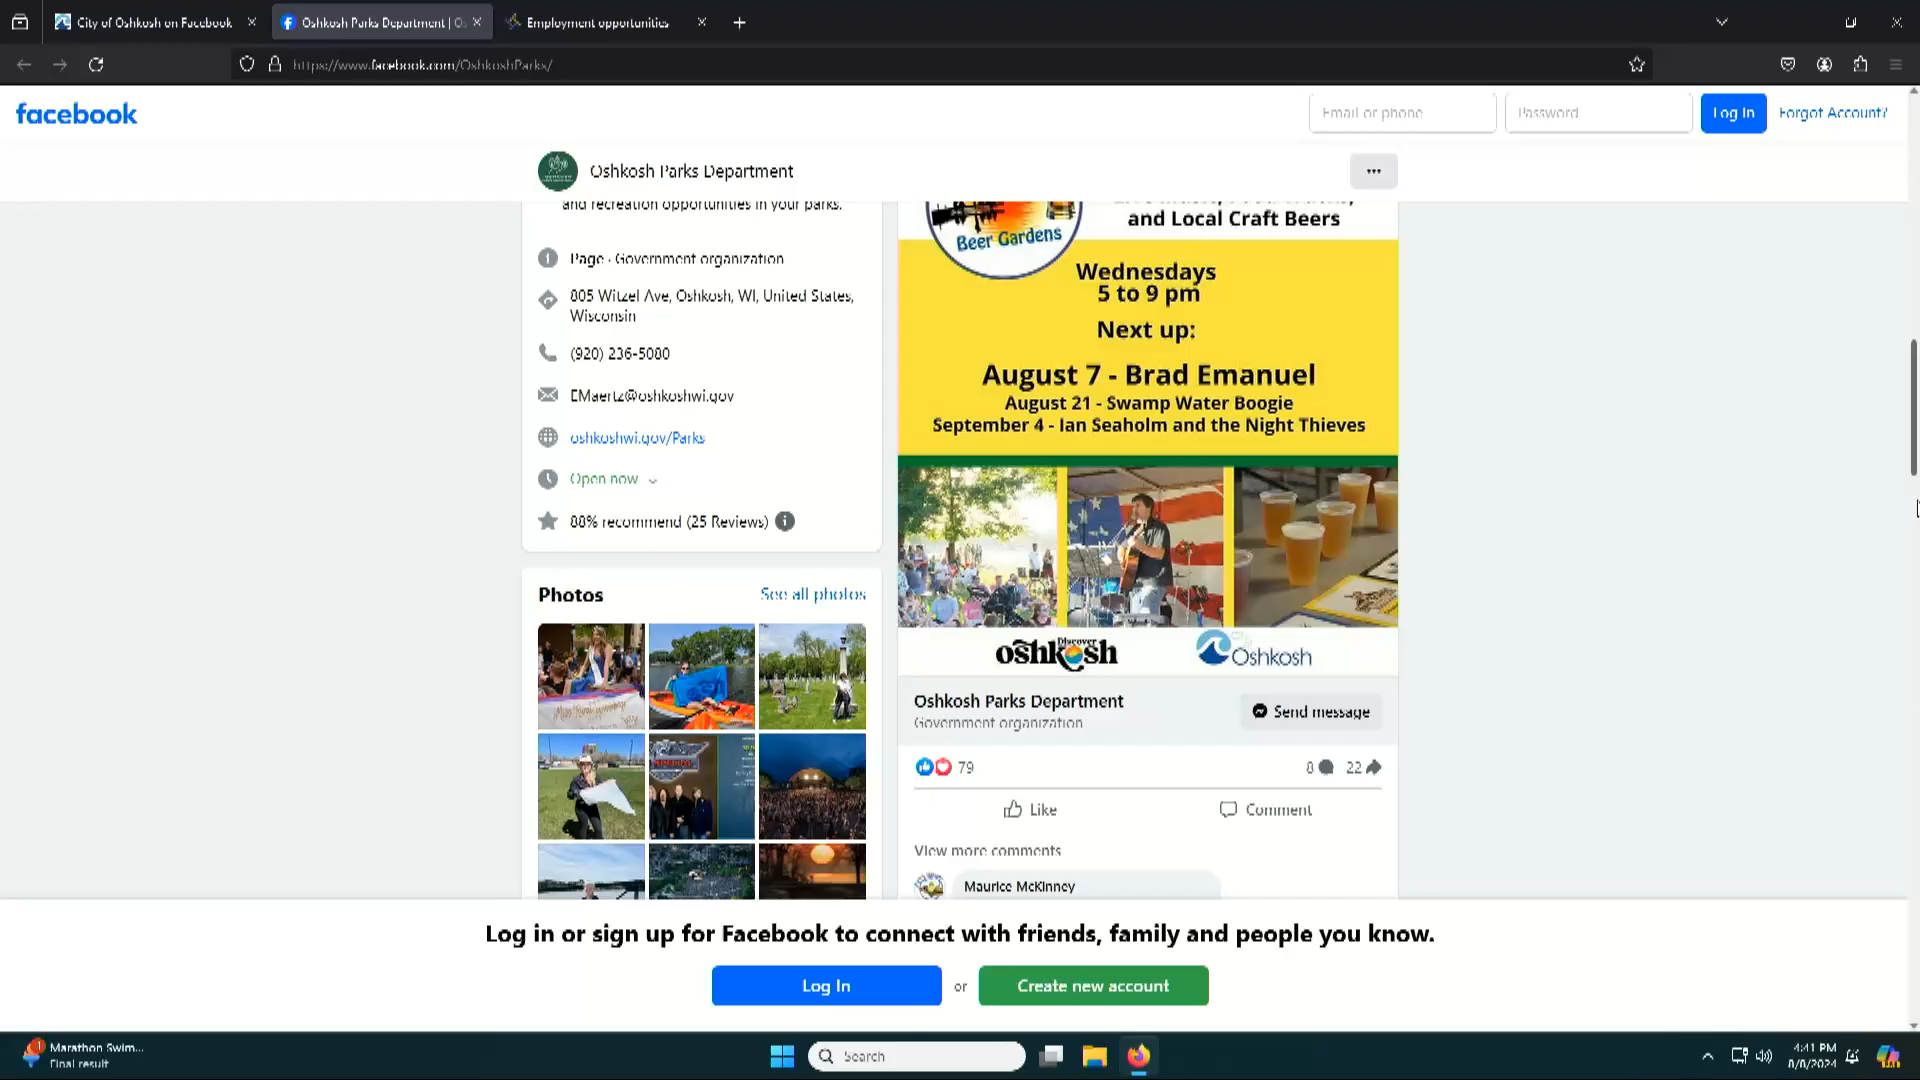 City of Oshkosh on Facebook
Oshkosh Parks Department | Os
Employment opportunities
https://www.facebook.com/OshkoshParks/
facebook
Email or phone
Password
Log In
Forgot Account?
Oshkosh Parks Department
and recreation opportunities in your parks.
Page · Government organization
805 Witzel Ave, Oshkosh, WI, United States,
Wisconsin
(920) 236-5080
EMaertz@oshkoshwi.gov
oshkoshwi.gov/Parks
Open now
88% recommend (25 Reviews)
Photos
See all photos
Beer Gardens
and Local Craft Beers
Wednesdays
5 to 9 pm
Next up:
August 7 - Brad Emanuel
August 21 - Swamp Water Boogie
September 4 - Ian Seaholm and the Night Thieves
Discover
oshkosh
Oshkosh
Oshkosh Parks Department
Government organization
Send message
79
8
22
Like
Comment
View more comments
Maurice McKinney
Log in or sign up for Facebook to connect with friends, family and people you know.
Log In
or
Create new account
1
Marathon Swim...
Final result
Search
4:41 PM
8/8/2024